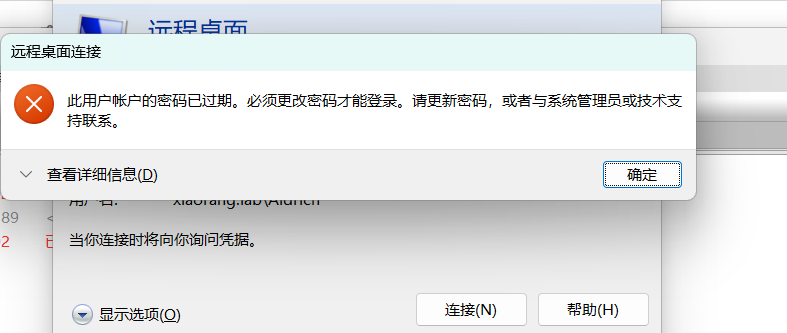 远程桌面
远程桌面连接
此用户帐户的密码已过期。必须更改密码才能登录。请更新密码，或者与系统管理员或技术支
持联系。
查看详细信息(D)
确定
用户名: xiaorang.lab\Aldrich
89 <
当你连接时将向你询问凭据。
02
显示选项(O)
连接(N)
帮助(H)